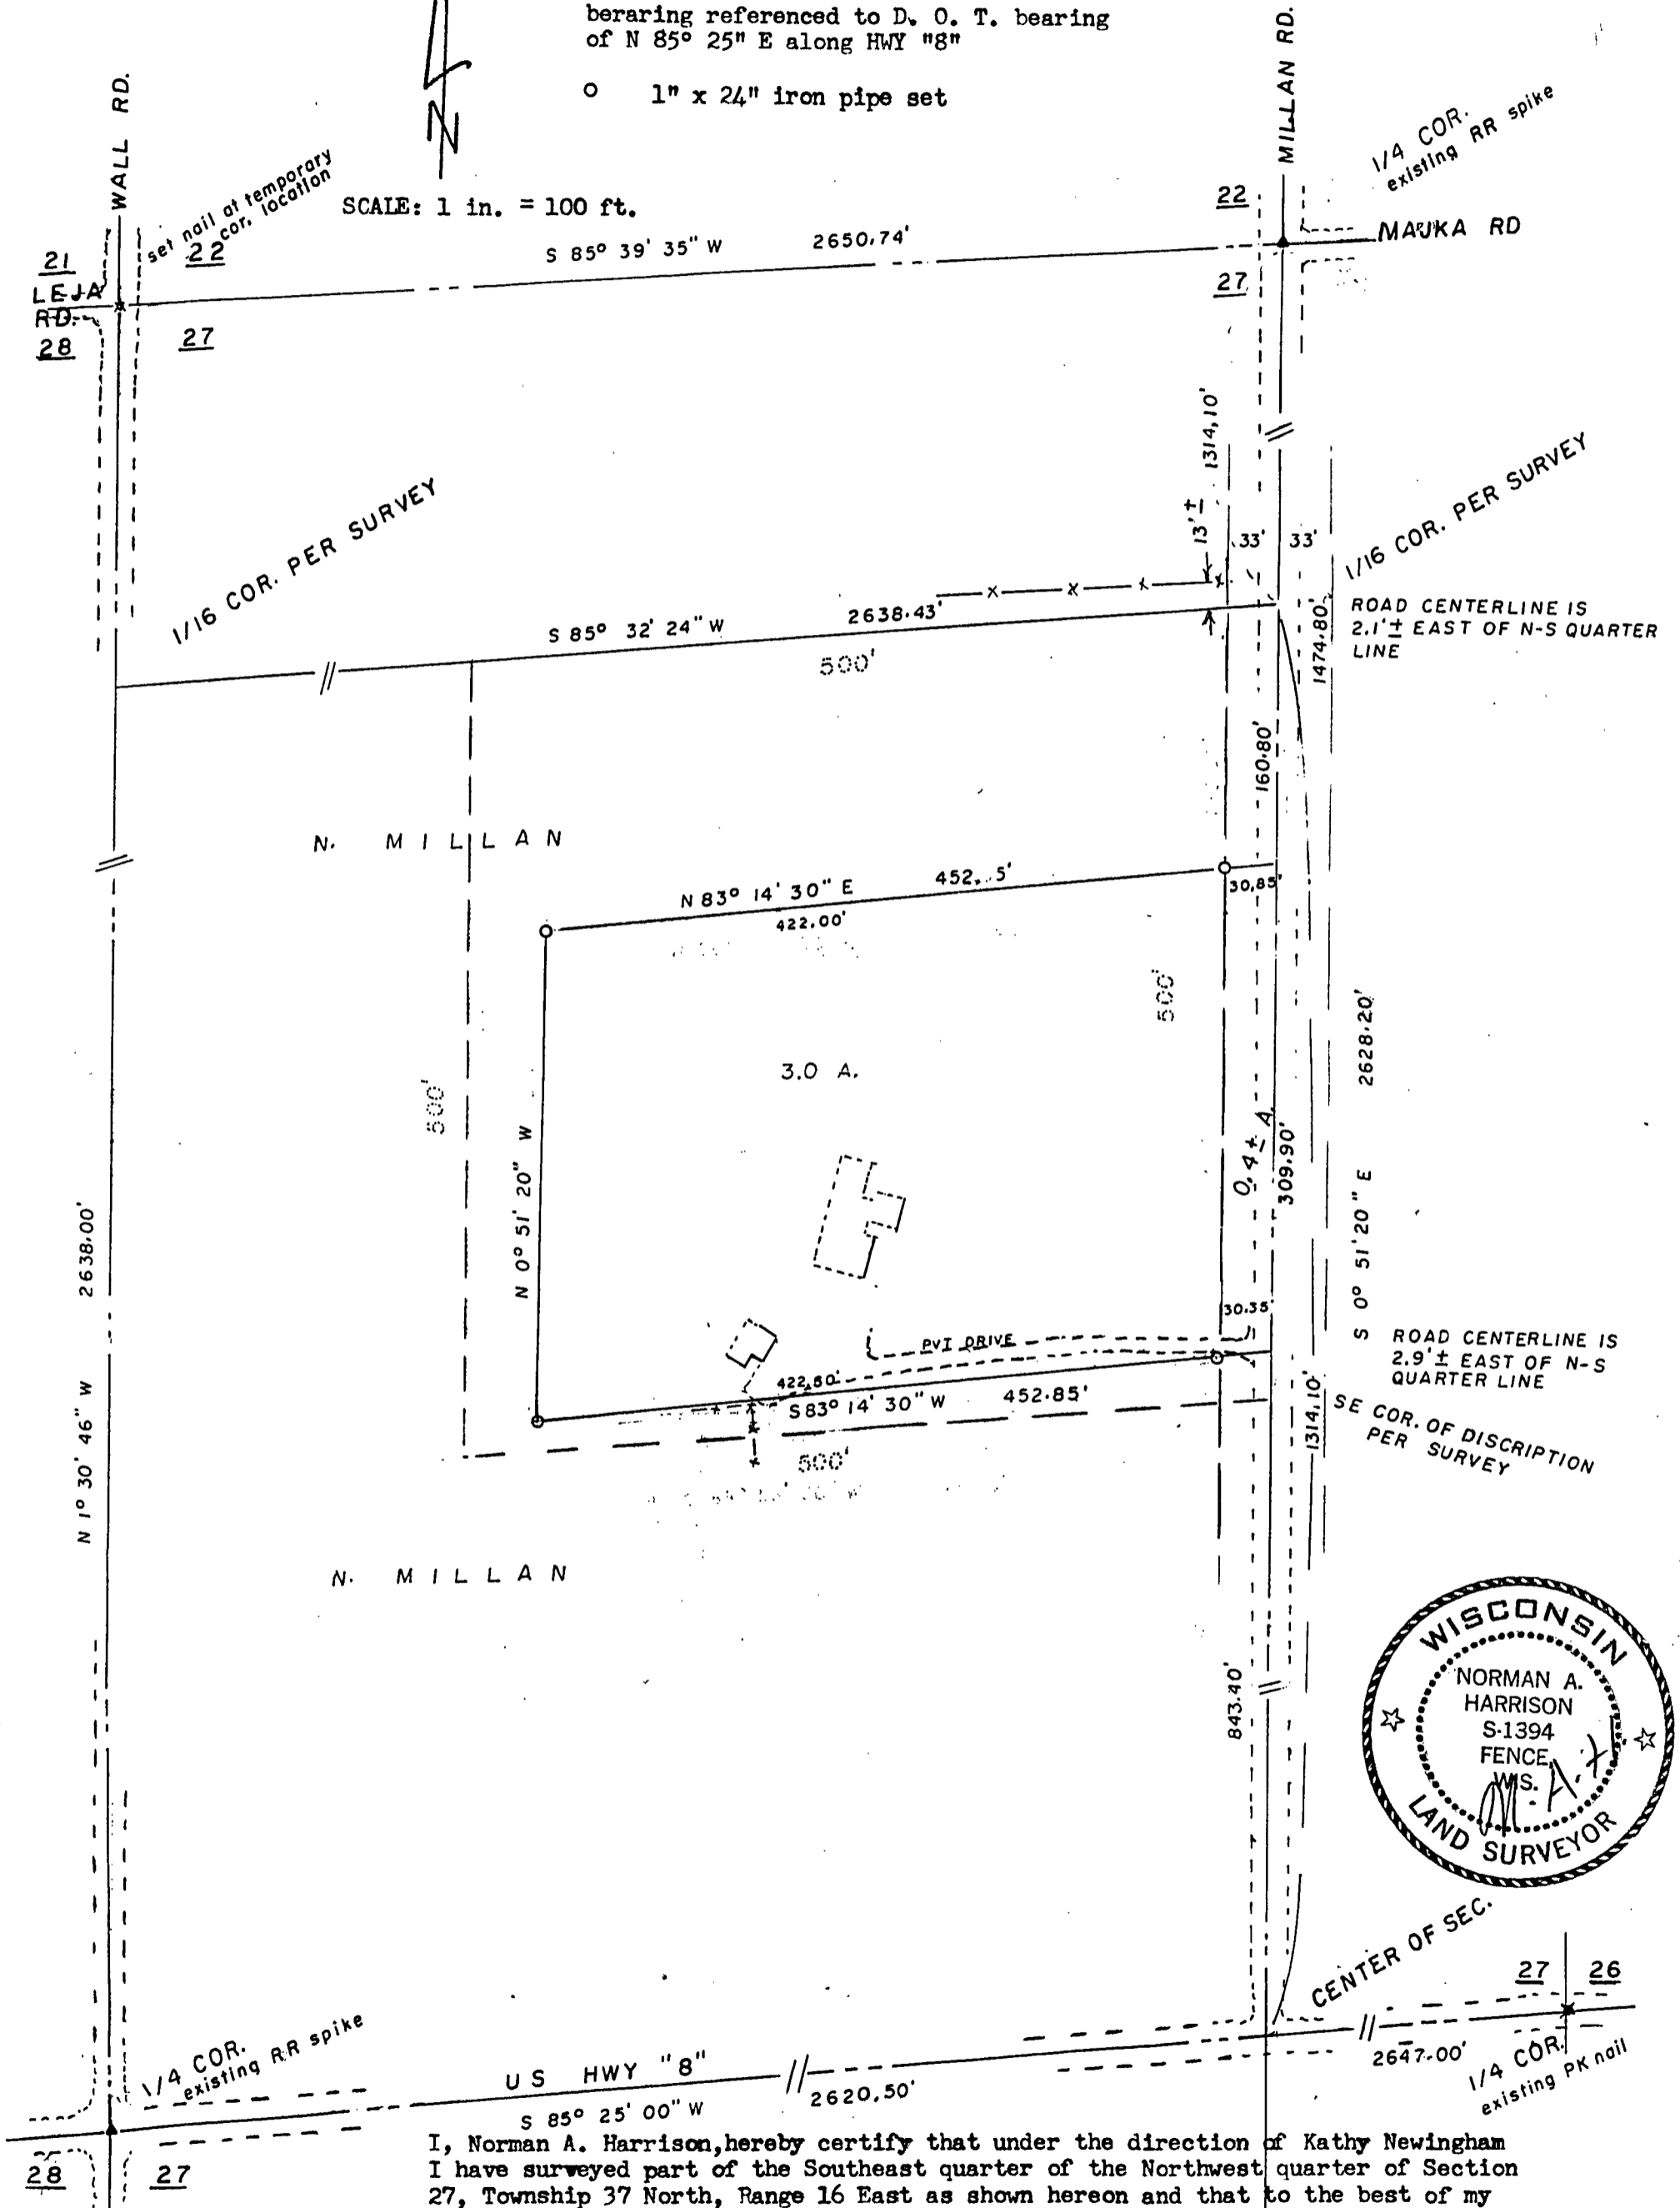 beraring referenced to D. O. T. bearing
of N 85° 25" E along HWY "8"
o 1" x 24" iron pipe set
N
SCALE: 1 in. = 100 ft.
WALL RD.
set nail at temporary
cor. location
MILLAN RD.
1/4 COR.
existing RR spike
21
22
LEJA
RD.
28
27
S 85° 39' 35" W 2650.74'
22
27
MAJKA RD
1314.10'
13'±
33' 33'
1/16 COR. PER SURVEY
1/16 COR. PER SURVEY
ROAD CENTERLINE IS
2.1'± EAST OF N-S QUARTER
LINE
1474.80'
S 85° 32' 24" W 2638.43'
500'
160.80'
N. MILLAN
N 83° 14' 30" E
422.00'
30.85'
500'
500'
3.0 A.
N 0° 51' 20" W
0.4 ± A.
309.90'
2628.20'
S 0° 51' 20" E
N 1° 30' 46" W 2638.00'
30.35'
PVT DRIVE
422.50'
S 83° 14' 30" W 452.85'
500'
ROAD CENTERLINE IS
2.9'± EAST OF N-S
QUARTER LINE
1314.10'
SE COR. OF DISCRIPTION
PER SURVEY
N. MILLAN
843.40'
WISCONSIN
NORMAN A.
HARRISON
S-1394
FENCE,
WIS.
LAND SURVEYOR
CENTER OF SEC.
27 26
2647.00'
1/4 COR.
existing PK nail
1/4 COR.
existing RR spike
US HWY "8"
S 85° 25' 00" W 2620.50'
28 27
I, Norman A. Harrison,hereby certify that under the direction of Kathy Newingham
I have surveyed part of the Southeast quarter of the Northwest quarter of Section
27, Township 37 North, Range 16 East as shown hereon and that to the best of my